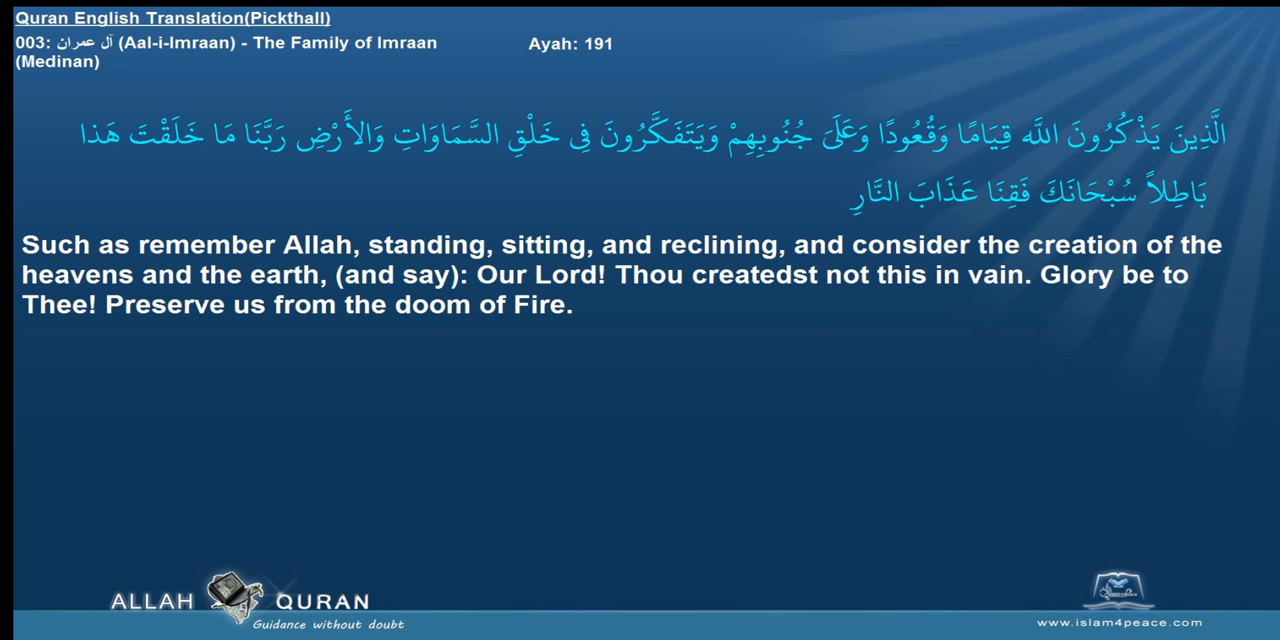 Quran English Translation(Pickthall)
003: آل عمران (Aal-i-Imraan) - The Family of Imraan
(Medinan)
Ayah: 191
الَّذِينَ يَذْكُرُونَ اللَّه قِيَامًا وَقُعُودًا وَعَلَىَ جُنُوبِهِمْ وَيَتَفَكَّرُونَ فِى خَلْقِ السَّمَاوَاتِ وَالأَرْضِ رَبَّنَا مَا خَلَقْتَ هَذا
بَاطِلاً سُبْحَانَكَ فَقِنَا عَذَابَ النَّارِ
Such as remember Allah, standing, sitting, and reclining, and consider the creation of the
heavens and the earth, (and say): Our Lord! Thou createdst not this in vain. Glory be to
Thee! Preserve us from the doom of Fire.
ALLAH QURAN
Guidance without doubt
www.islam4peace.com